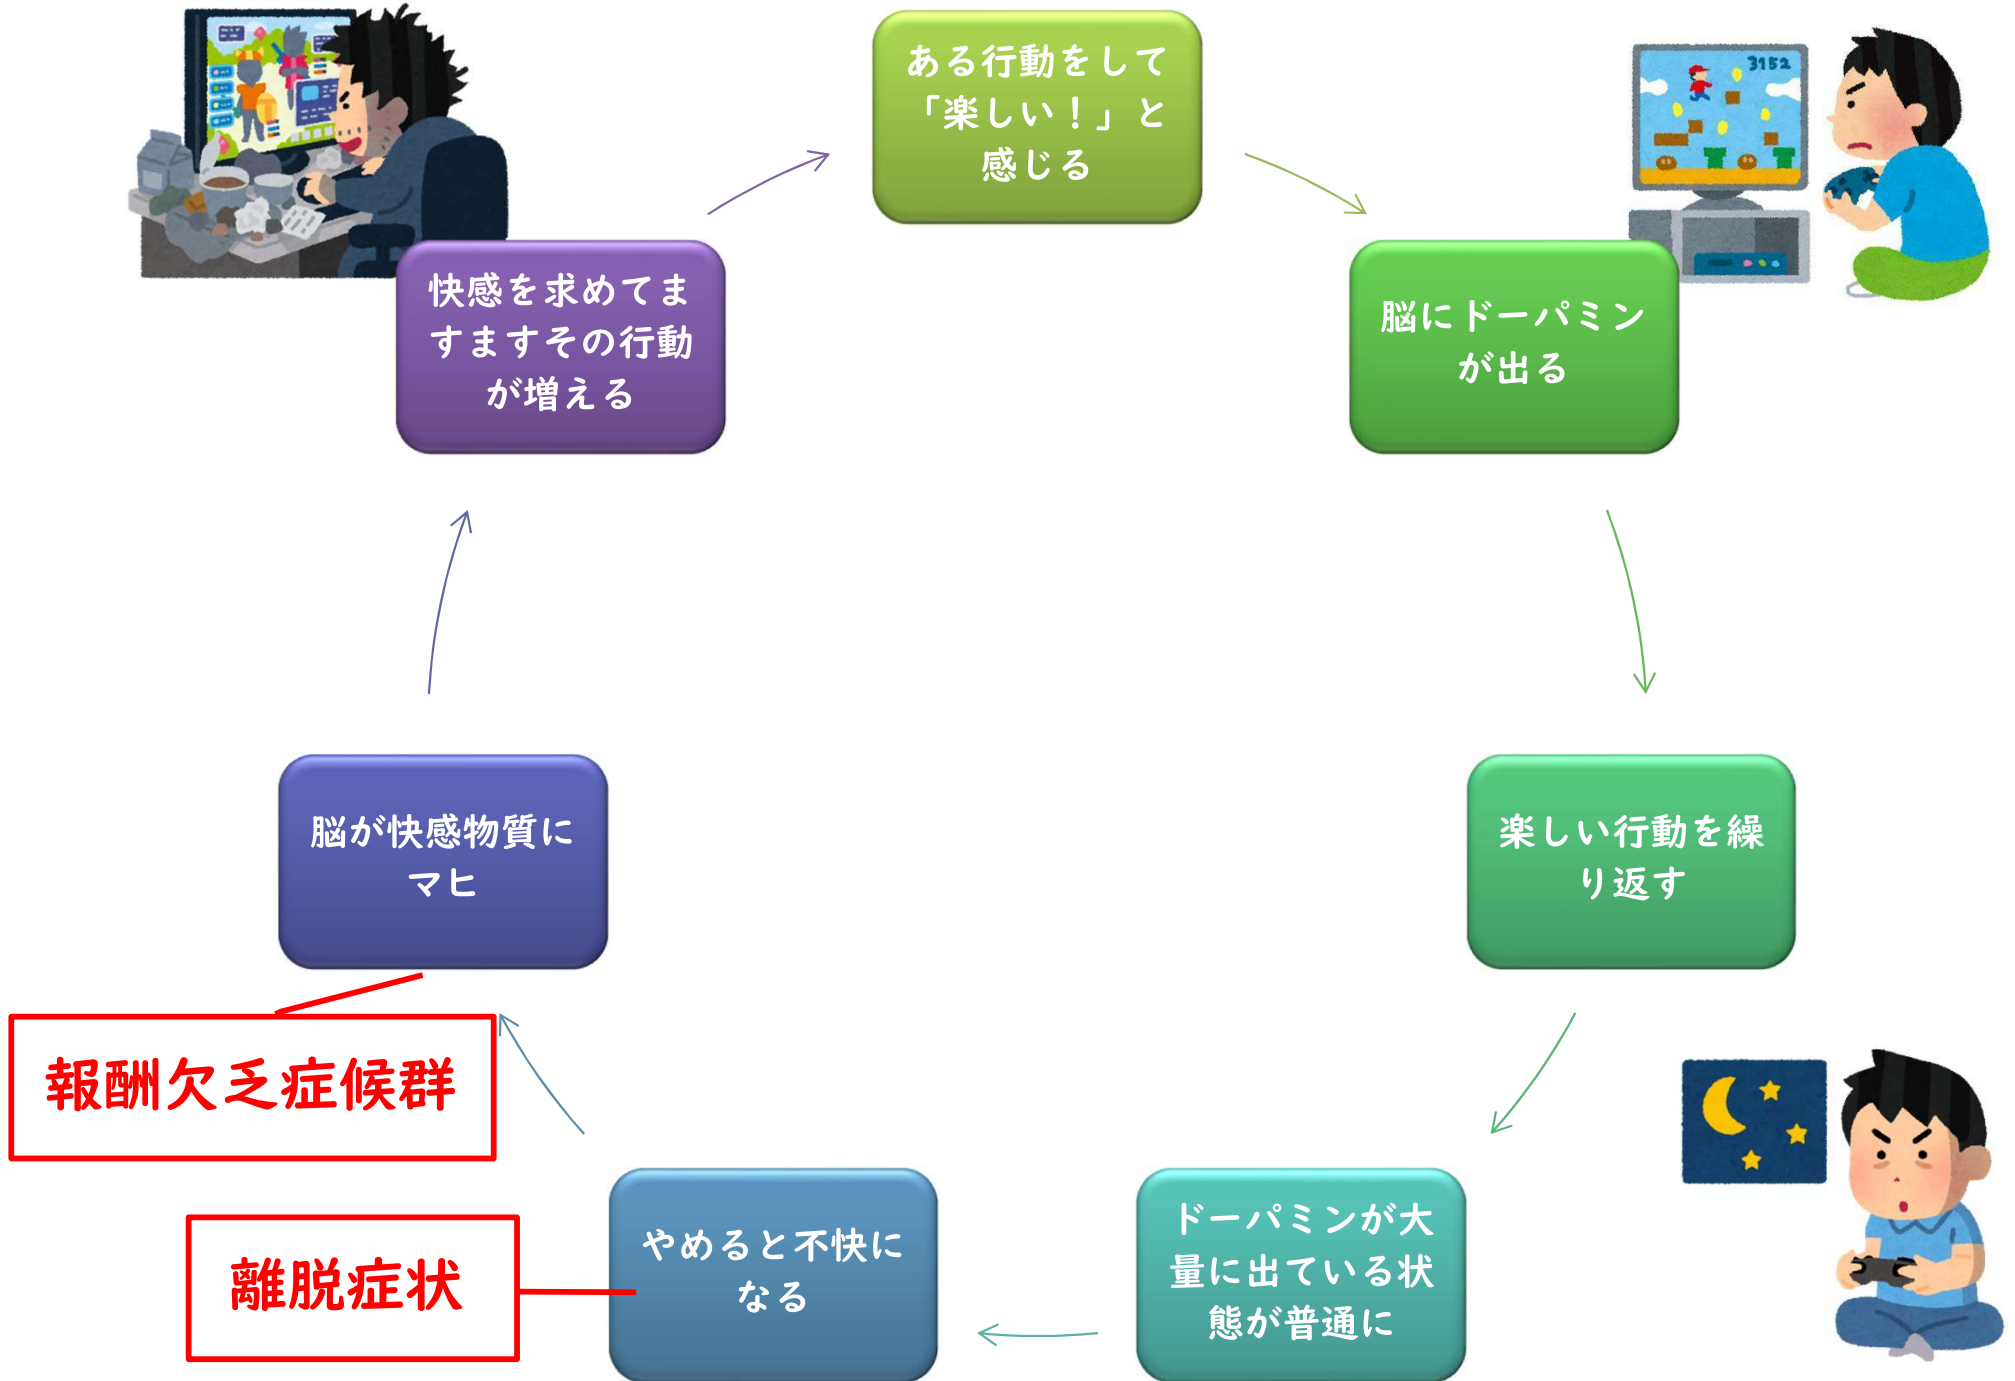 ある行動をして
「楽しい！」と
感じる
3152
脳にドーパミン
が出る
楽しい行動を繰
り返す
ドーパミンが大
量に出ている状
態が普通に
やめると不快に
なる
離脱症状
脳が快感物質に
マヒ
報酬欠乏症候群
快感を求めてま
すますその行動
が増える